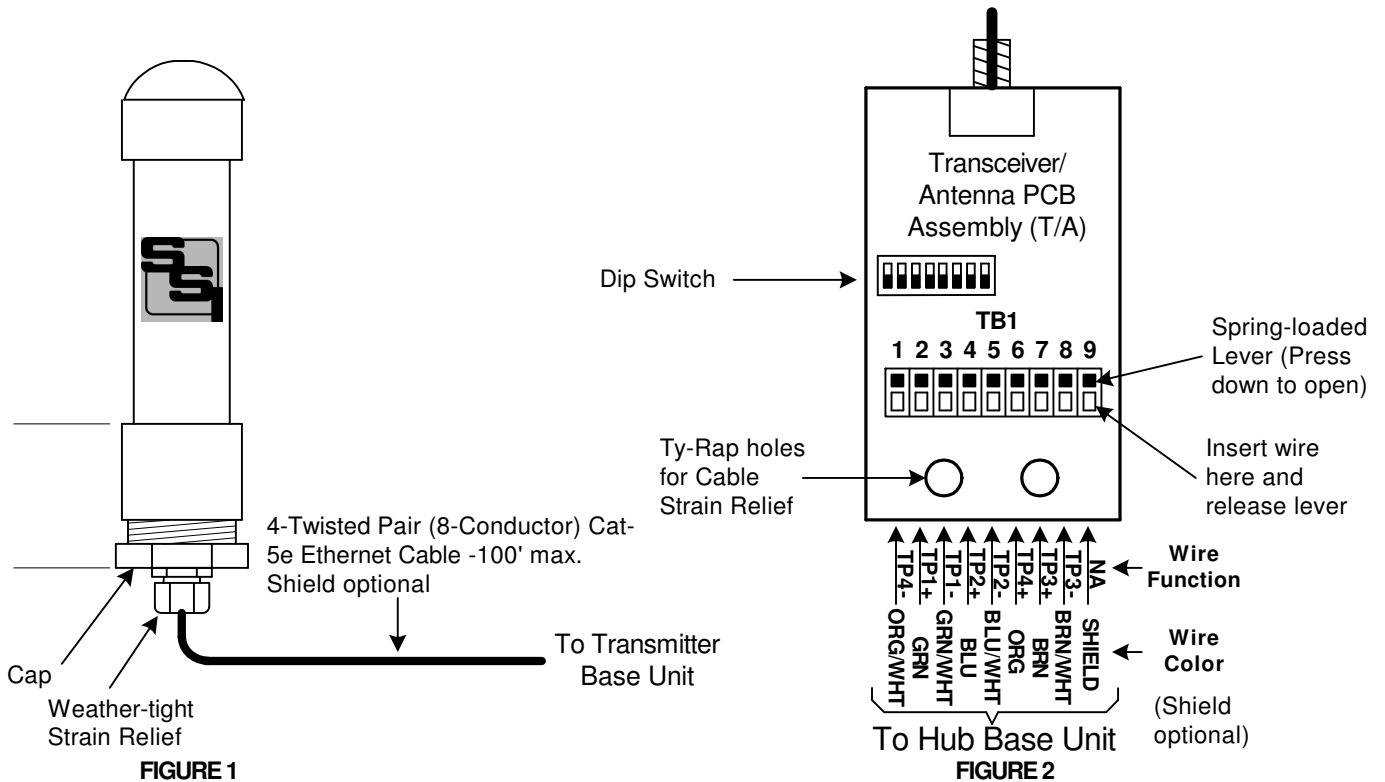 SSI
4-Twisted Pair (8-Conductor) Cat-
5e Ethernet Cable -100' max.
Shield optional
To Transmitter
Base Unit
Cap
Weather-tight
Strain Relief
FIGURE 1
Transceiver/
Antenna PCB
Assembly (T/A)
Dip Switch
TB1
1 2 3 4 5 6 7 8 9
Spring-loaded
Lever (Press
down to open)
Ty-Rap holes
for Cable
Strain Relief
Insert wire
here and
release lever
TP4-
TP1+
TP1-
TP2+
TP2-
TP4+
TP3+
TP3-
NA
Wire
Function
ORG/WHT
GRN
GRN/WHT
BLU
BLU/WHT
ORG
BRN
BRN/WHT
SHIELD
Wire
Color
(Shield
optional)
To Hub Base Unit
FIGURE 2